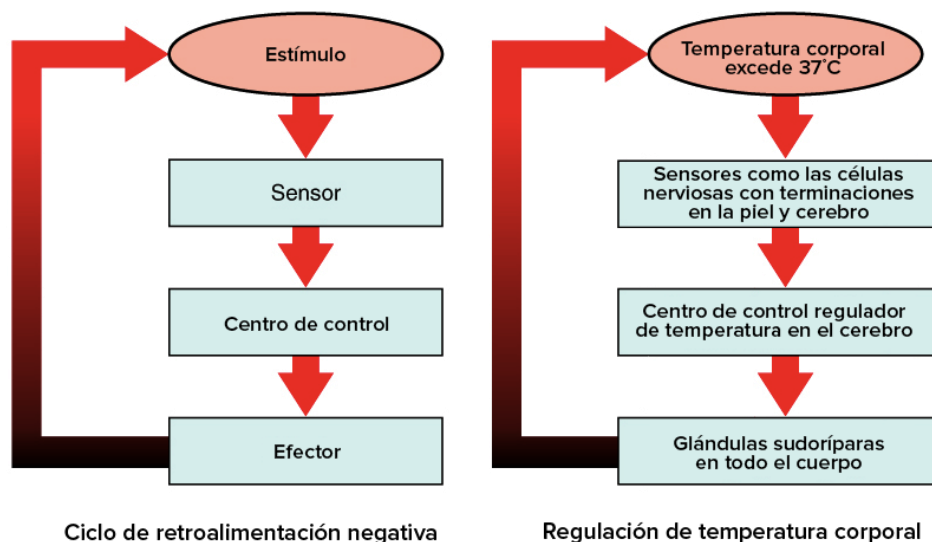 Estímulo
Sensor
Centro de control
Efector
Ciclo de retroalimentación negativa
Temperatura corporal
excede 37°C
Sensores como las células
nerviosas con terminaciones
en la piel y cerebro
Centro de control regulador
de temperatura en el cerebro
Glándulas sudoríparas
en todo el cuerpo
Regulación de temperatura corporal